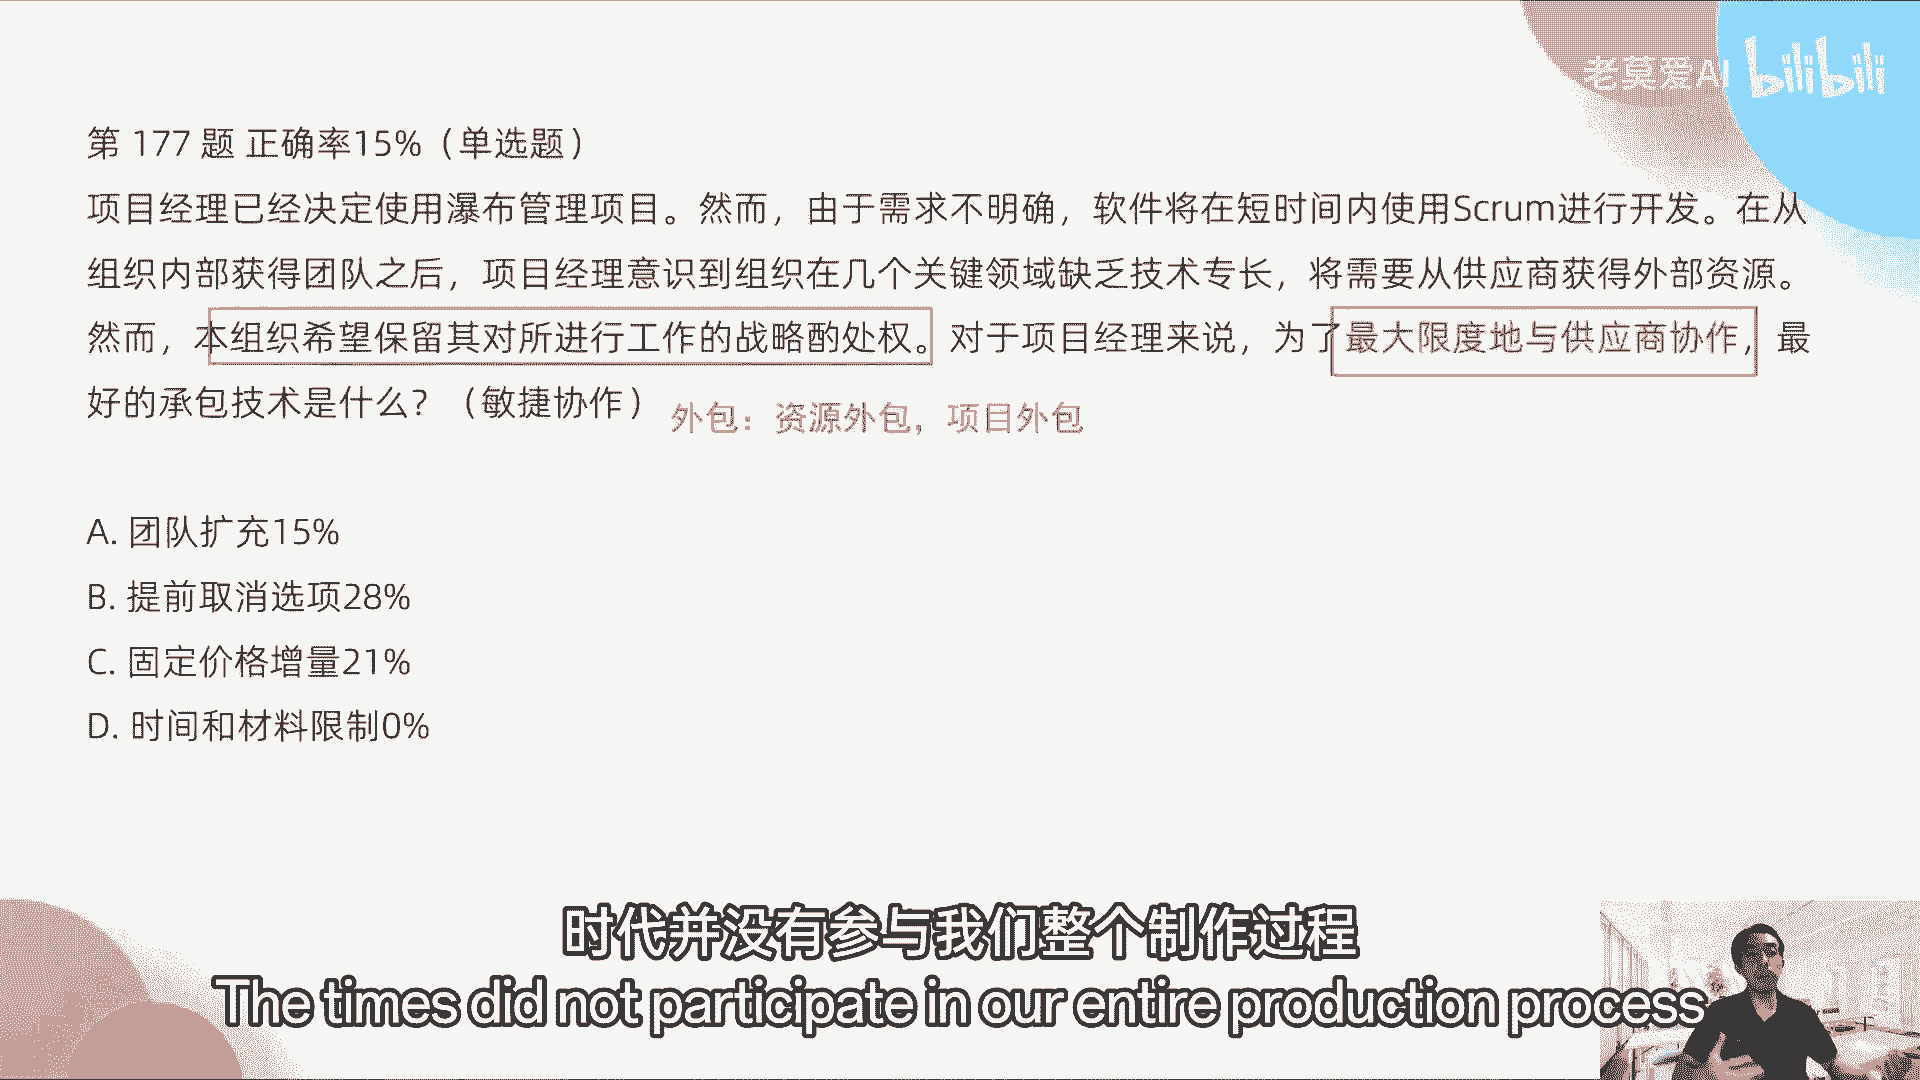 老莫爱AI bilibili
第 177 题 正确率15%（单选题）
项目经理已经决定使用瀑布管理项目。然而，由于需求不明确，软件将在短时间内使用Scrum进行开发。在从
组织内部获得团队之后，项目经理意识到组织在几个关键领域缺乏技术专长，将需要从供应商获得外部资源。
然而，本组织希望保留其对所进行工作的战略酌处权。对于项目经理来说，为了最大限度地与供应商协作，最
好的承包技术是什么？（敏捷协作）
外包：资源外包，项目外包
A. 团队扩充15%
B. 提前取消选项28%
C. 固定价格增量21%
D. 时间和材料限制0%
时代并没有参与我们整个制作过程
The times did not participate in our entire production process